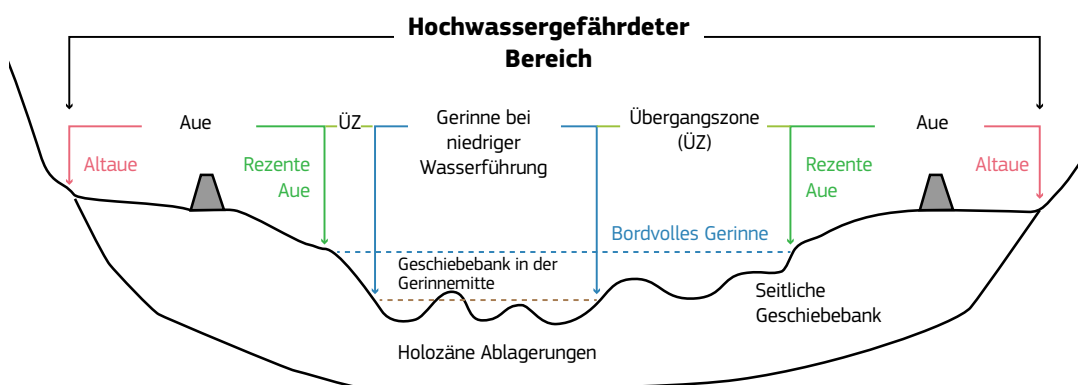 Hochwassergefährdeter
Bereich
Aue
ÜZ
Gerinne bei
niedriger
Wasserführung
Übergangszone
(ÜZ)
Aue
Altaue
Rezente
Aue
Rezente
Aue
Altaue
Bordvolles Gerinne
Geschiebebank in der
Gerinnemitte
Seitliche
Geschiebebank
Holozäne Ablagerungen